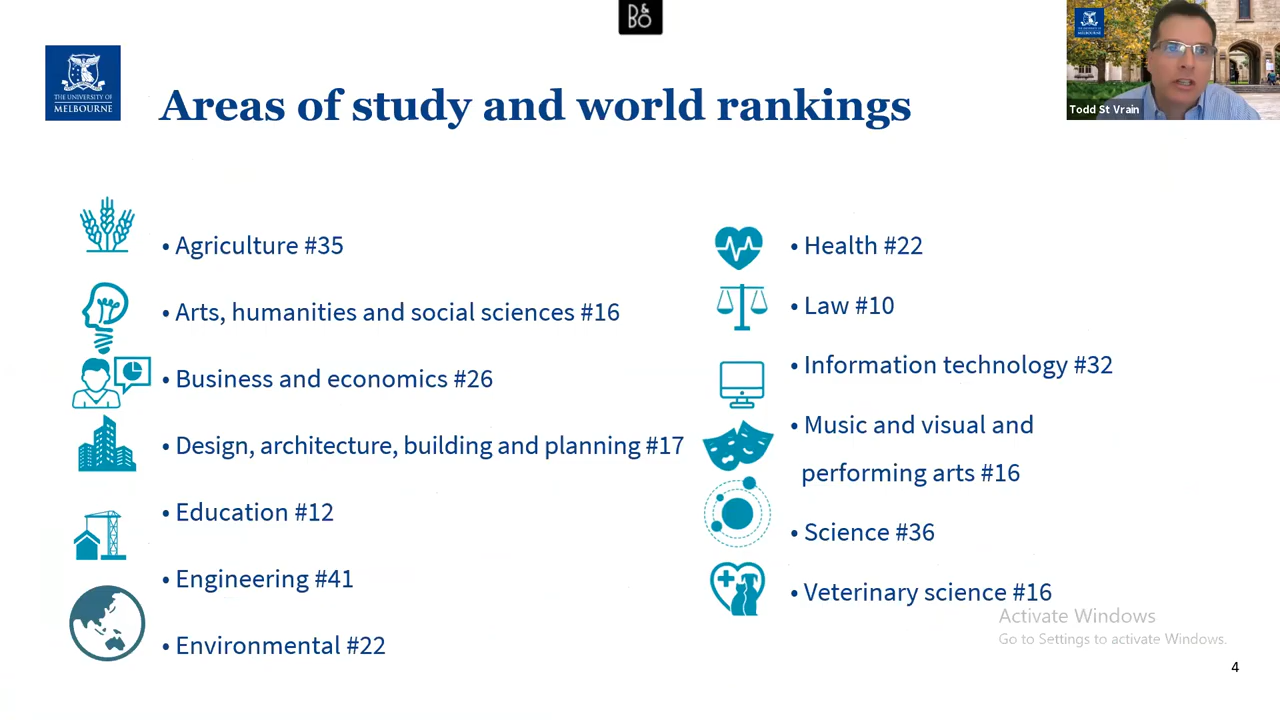 B&O
THE UNIVERSITY OF
MELBOURNE
Areas of study and world rankings
Todd St Vrain
• Agriculture #35
• Arts, humanities and social sciences #16
• Business and economics #26
• Design, architecture, building and planning #17
• Education #12
• Engineering #41
• Environmental #22
• Health #22
• Law #10
• Information technology #32
• Music and visual and
performing arts #16
• Science #36
• Veterinary science #16
Activate Windows
Go to Settings to activate Windows.
4